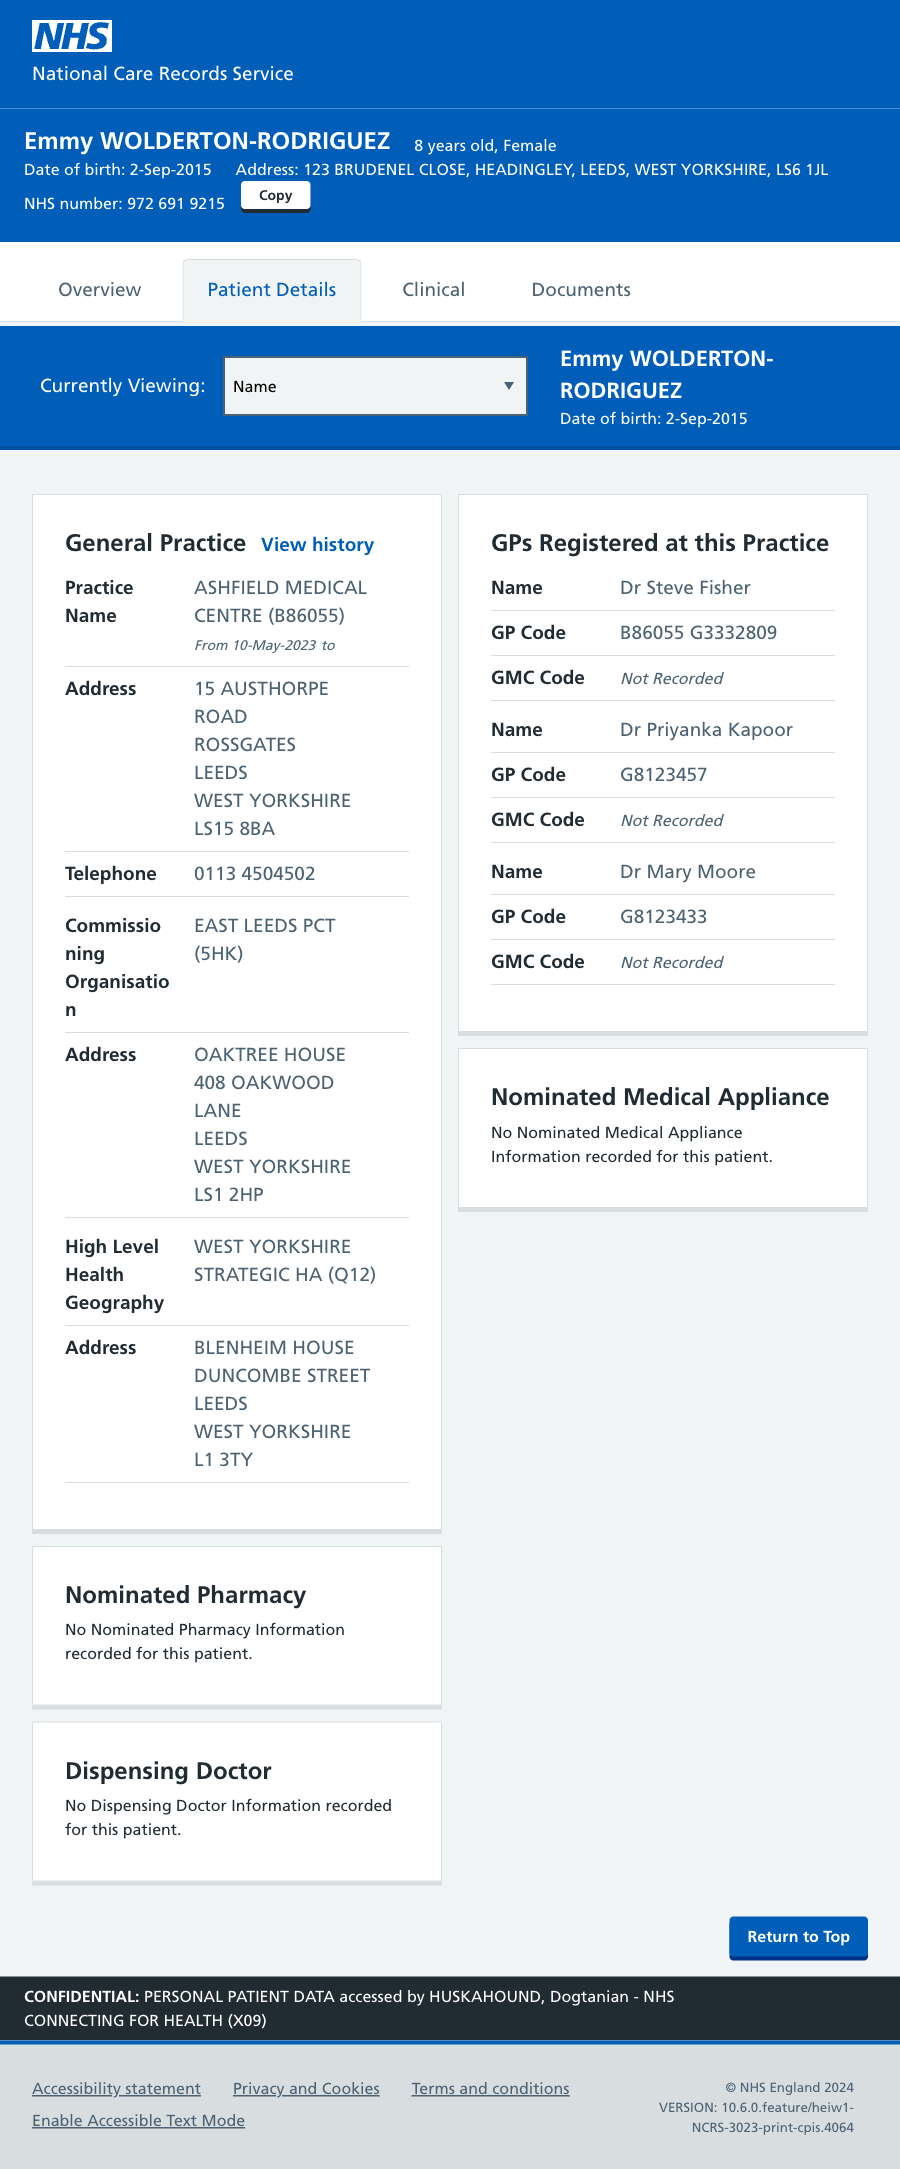 NHS
National Care Records Service
Emmy WOLDERTON-RODRIGUEZ 8 years old, Female
Date of birth: 2-Sep-2015 Address: 123 BRUDENEL CLOSE, HEADINGLEY, LEEDS, WEST YORKSHIRE, LS6 1JL
NHS number: 972 691 9215 Copy
Overview Patient Details Clinical Documents
Currently Viewing: Name
Emmy WOLDERTON-
RODRIGUEZ
Date of birth: 2-Sep-2015
General Practice View history
Practice
Name
ASHFIELD MEDICAL
CENTRE (B86055)
From 10-May-2023 to
Address
15 AUSTHORPE
ROAD
ROSSGATES
LEEDS
WEST YORKSHIRE
LS15 8BA
Telephone 0113 4504502
Commissio
ning
Organisatio
n
EAST LEEDS PCT
(5HK)
Address
OAKTREE HOUSE
408 OAKWOOD
LANE
LEEDS
WEST YORKSHIRE
LS1 2HP
High Level
Health
Geography
WEST YORKSHIRE
STRATEGIC HA (Q12)
Address
BLENHEIM HOUSE
DUNCOMBE STREET
LEEDS
WEST YORKSHIRE
L1 3TY
GPs Registered at this Practice
Name Dr Steve Fisher
GP Code B86055 G3332809
GMC Code Not Recorded
Name Dr Priyanka Kapoor
GP Code G8123457
GMC Code Not Recorded
Name Dr Mary Moore
GP Code G8123433
GMC Code Not Recorded
Nominated Medical Appliance
No Nominated Medical Appliance
Information recorded for this patient.
Nominated Pharmacy
No Nominated Pharmacy Information
recorded for this patient.
Dispensing Doctor
No Dispensing Doctor Information recorded
for this patient.
Return to Top
CONFIDENTIAL: PERSONAL PATIENT DATA accessed by HUSKAHOUND, Dogtanian - NHS
CONNECTING FOR HEALTH (X09)
Accessibility statement Privacy and Cookies Terms and conditions
Enable Accessible Text Mode
© NHS England 2024
VERSION: 10.6.0.feature/heiw1-
NCRS-3023-print-cpis.4064